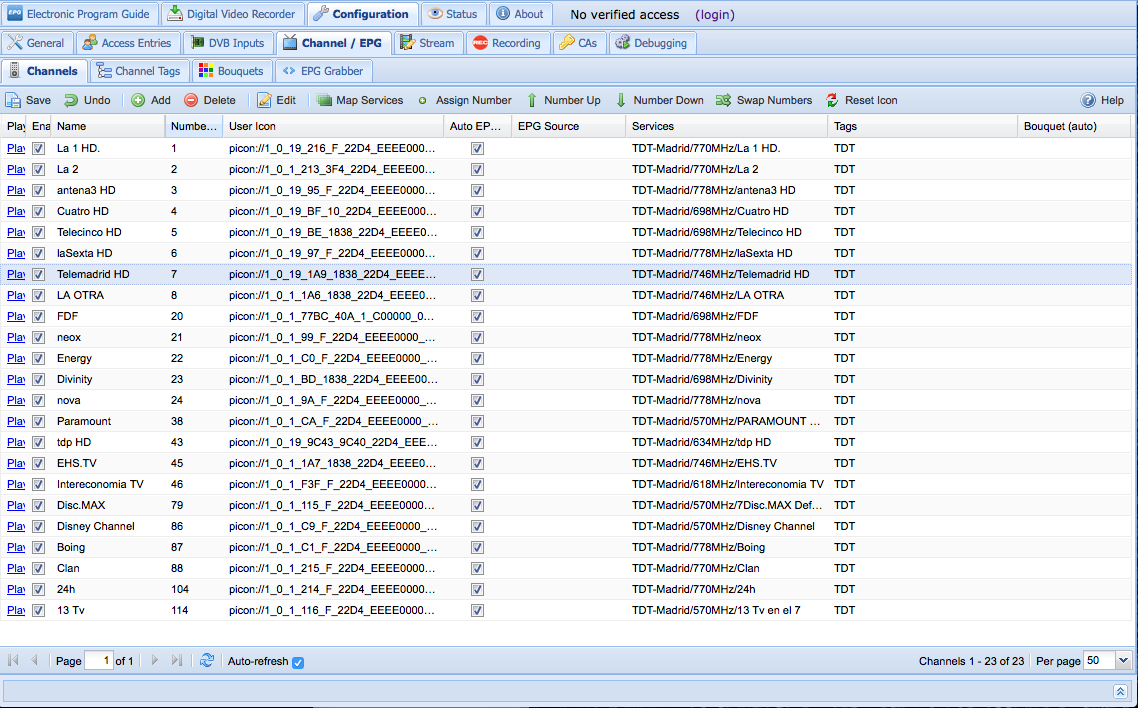 EPG Electronic Program Guide Digital Video Recorder Configuration Status About No verified access (login)
General Access Entries DVB Inputs Channel / EPG Stream REC Recording CAs Debugging
Channels Channel Tags Bouquets EPG Grabber
Save Undo Add Delete Edit Map Services Assign Number Number Up Number Down Swap Numbers Reset Icon Help
Play Ena Name Numbe... User Icon Auto EP... EPG Source Services Tags Bouquet (auto)
Play La 1 HD. 1 picon://1_0_19_216_F_22D4_EEEE000... TDT-Madrid/770MHz/La 1 HD. TDT
Play La 2 2 picon://1_0_1_213_3F4_22D4_EEEE00... TDT-Madrid/770MHz/La 2 TDT
Play antena3 HD 3 picon://1_0_19_95_F_22D4_EEEE0000... TDT-Madrid/778MHz/antena3 HD TDT
Play Cuatro HD 4 picon://1_0_19_BF_10_22D4_EEEE000... TDT-Madrid/698MHz/Cuatro HD TDT
Play Telecinco HD 5 picon://1_0_19_BE_1838_22D4_EEEE0... TDT-Madrid/698MHz/Telecinco HD TDT
Play laSexta HD 6 picon://1_0_19_97_F_22D4_EEEE0000... TDT-Madrid/778MHz/laSexta HD TDT
Play Telemadrid HD 7 picon://1_0_19_1A9_1838_22D4_EEEE... TDT-Madrid/746MHz/Telemadrid HD TDT
Play LA OTRA 8 picon://1_0_1_1A6_1838_22D4_EEEE0... TDT-Madrid/746MHz/LA OTRA TDT
Play FDF 20 picon://1_0_1_77BC_40A_1_C00000_0... TDT-Madrid/698MHz/FDF TDT
Play neox 21 picon://1_0_1_99_F_22D4_EEEE0000_... TDT-Madrid/778MHz/neox TDT
Play Energy 22 picon://1_0_1_C0_F_22D4_EEEE0000_... TDT-Madrid/778MHz/Energy TDT
Play Divinity 23 picon://1_0_1_BD_1838_22D4_EEEE00... TDT-Madrid/698MHz/Divinity TDT
Play nova 24 picon://1_0_1_9A_F_22D4_EEEE0000_... TDT-Madrid/778MHz/nova TDT
Play Paramount 38 picon://1_0_1_CA_F_22D4_EEEE0000_... TDT-Madrid/570MHz/PARAMOUNT ... TDT
Play tdp HD 43 picon://1_0_19_9C43_9C40_22D4_EEE... TDT-Madrid/634MHz/tdp HD TDT
Play EHS.TV 45 picon://1_0_1_1A7_1838_22D4_EEEE0... TDT-Madrid/746MHz/EHS.TV TDT
Play Intereconomia TV 46 picon://1_0_1_F3F_F_22D4_EEEE0000... TDT-Madrid/618MHz/Intereconomia TV TDT
Play Disc.MAX 79 picon://1_0_1_115_F_22D4_EEEE0000... TDT-Madrid/570MHz/7Disc.MAX Def... TDT
Play Disney Channel 86 picon://1_0_1_C9_F_22D4_EEEE0000_... TDT-Madrid/570MHz/Disney Channel TDT
Play Boing 87 picon://1_0_1_C1_F_22D4_EEEE0000_... TDT-Madrid/778MHz/Boing TDT
Play Clan 88 picon://1_0_1_215_F_22D4_EEEE0000... TDT-Madrid/770MHz/Clan TDT
Play 24h 104 picon://1_0_1_214_F_22D4_EEEE0000... TDT-Madrid/770MHz/24h TDT
Play 13 Tv 114 picon://1_0_1_116_F_22D4_EEEE0000... TDT-Madrid/570MHz/13 Tv en el 7 TDT
Page 1 of 1 Auto-refresh Channels 1 - 23 of 23 Per page 50